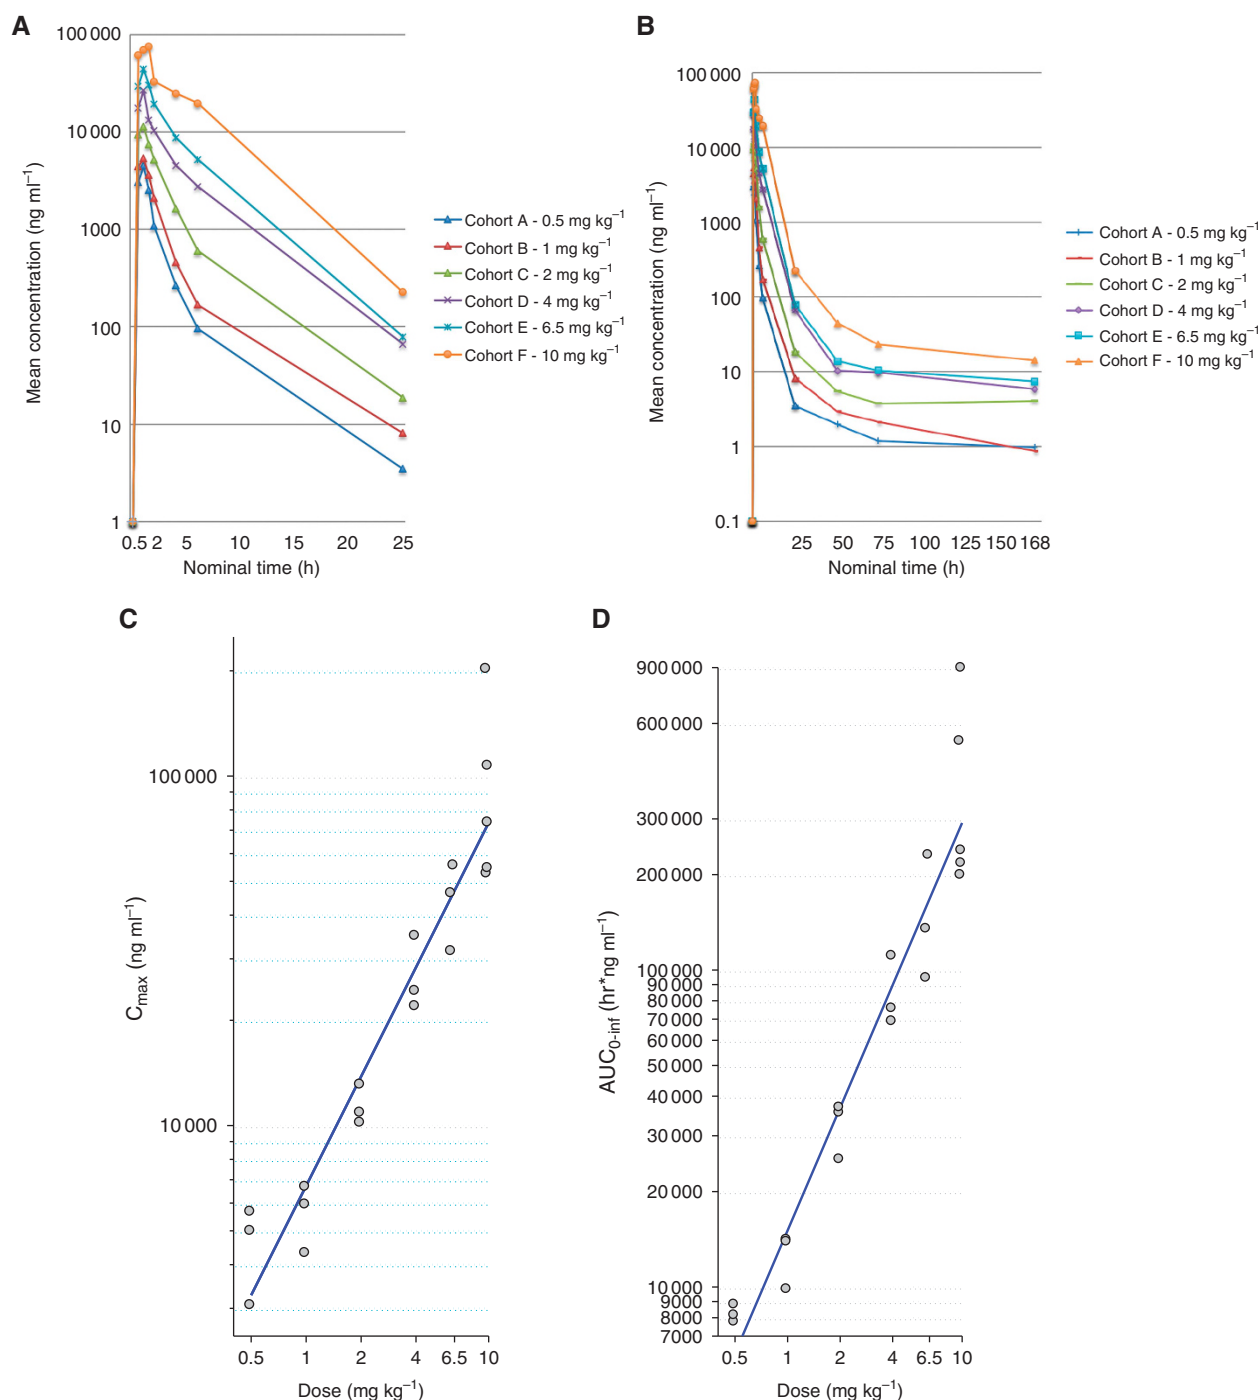 A
100 000
10 000
1000
100
10
1
Mean concentration (ng ml⁻¹)
0.5 2 5 10 15 20 25
Nominal time (h)
Cohort A - 0.5 mg kg⁻¹
Cohort B - 1 mg kg⁻¹
Cohort C - 2 mg kg⁻¹
Cohort D - 4 mg kg⁻¹
Cohort E - 6.5 mg kg⁻¹
Cohort F - 10 mg kg⁻¹
B
100 000
10 000
1000
100
10
1
0.1
Mean concentration (ng ml⁻¹)
25 50 75 100 125 150 168
Nominal time (h)
Cohort A - 0.5 mg kg⁻¹
Cohort B - 1 mg kg⁻¹
Cohort C - 2 mg kg⁻¹
Cohort D - 4 mg kg⁻¹
Cohort E - 6.5 mg kg⁻¹
Cohort F - 10 mg kg⁻¹
C
100 000
10 000
Cmax (ng ml⁻¹)
0.5 1 2 4 6.5 10
Dose (mg kg⁻¹)
D
900 000
600 000
300 000
200 000
100 000
90 000
80 000
70 000
60 000
50 000
40 000
30 000
20 000
10 000
9000
8000
7000
AUC0-inf (hr*ng ml⁻¹)
0.5 1 2 4 6.5 10
Dose (mg kg⁻¹)